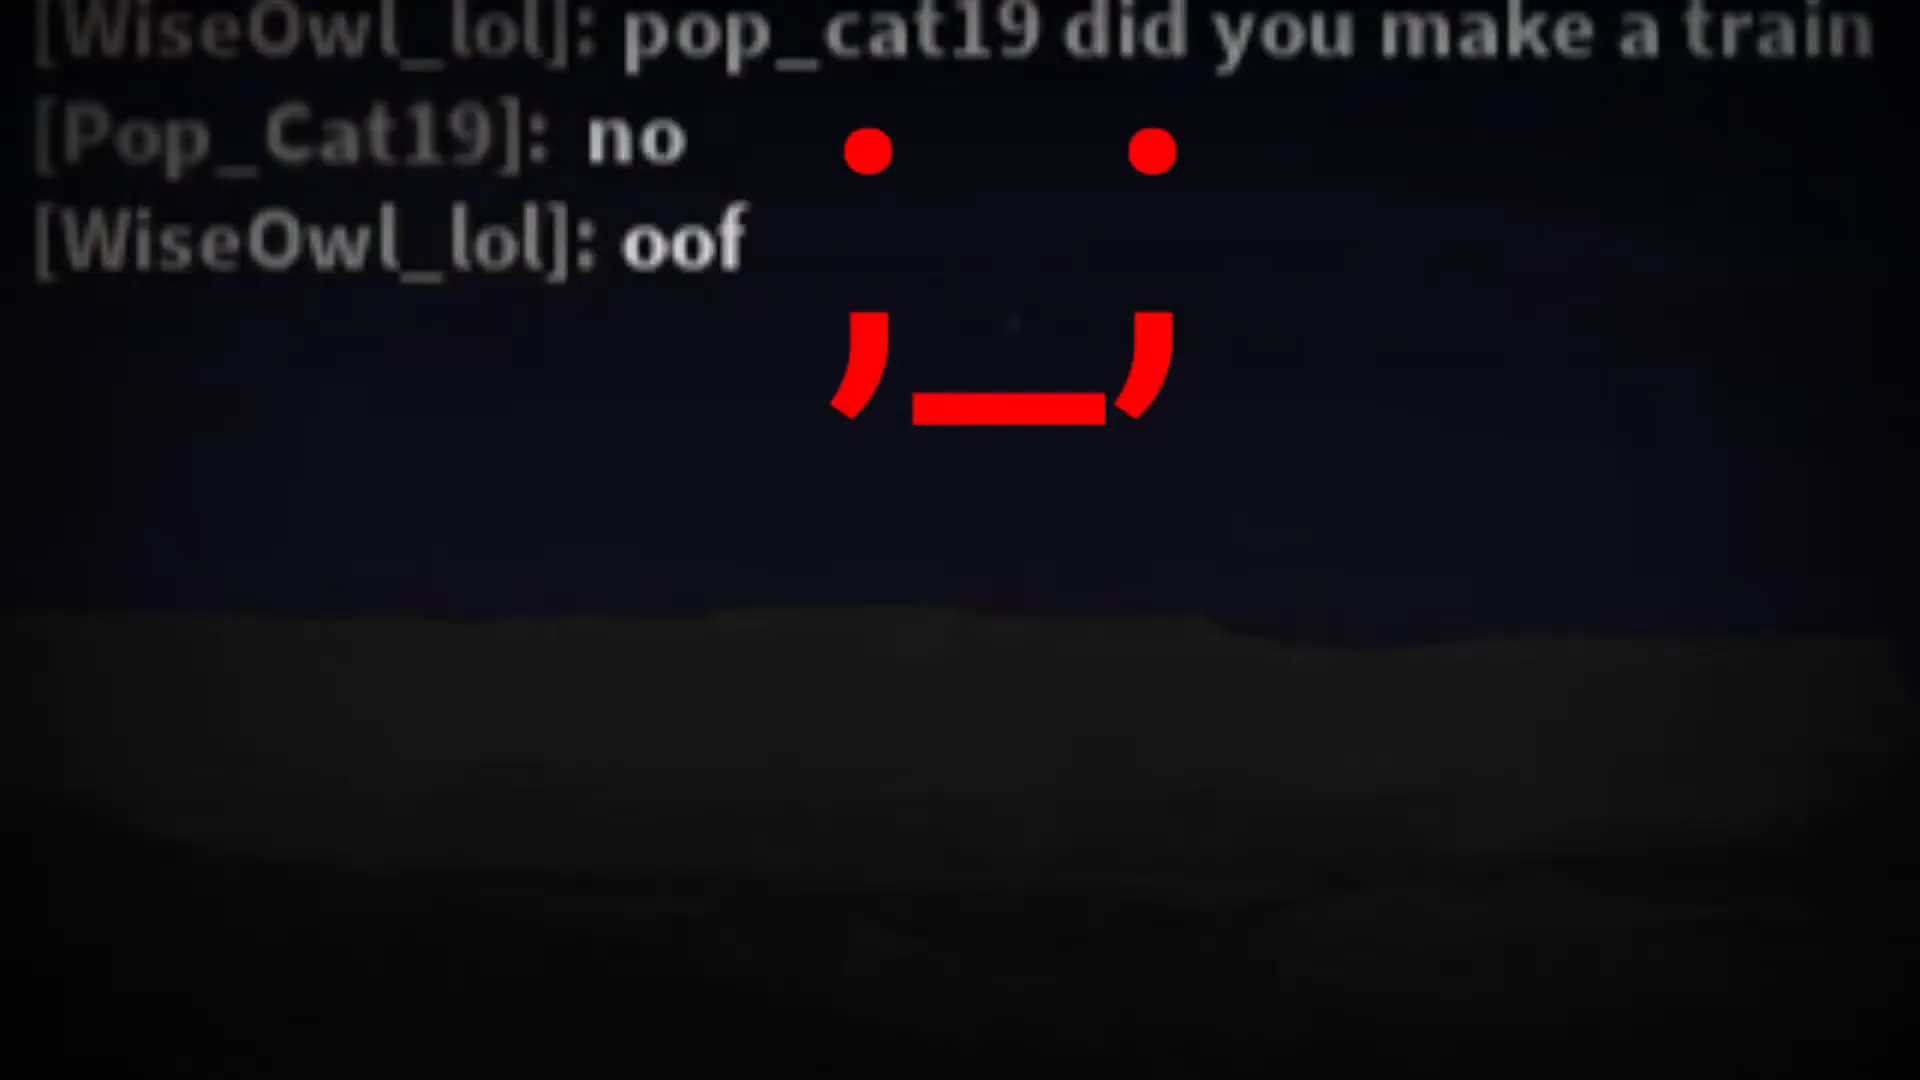 [WiseOwl_lol]: pop_cat19 did you make a train
[Pop_Cat19]: no
[WiseOwl_lol]: oof
;_;